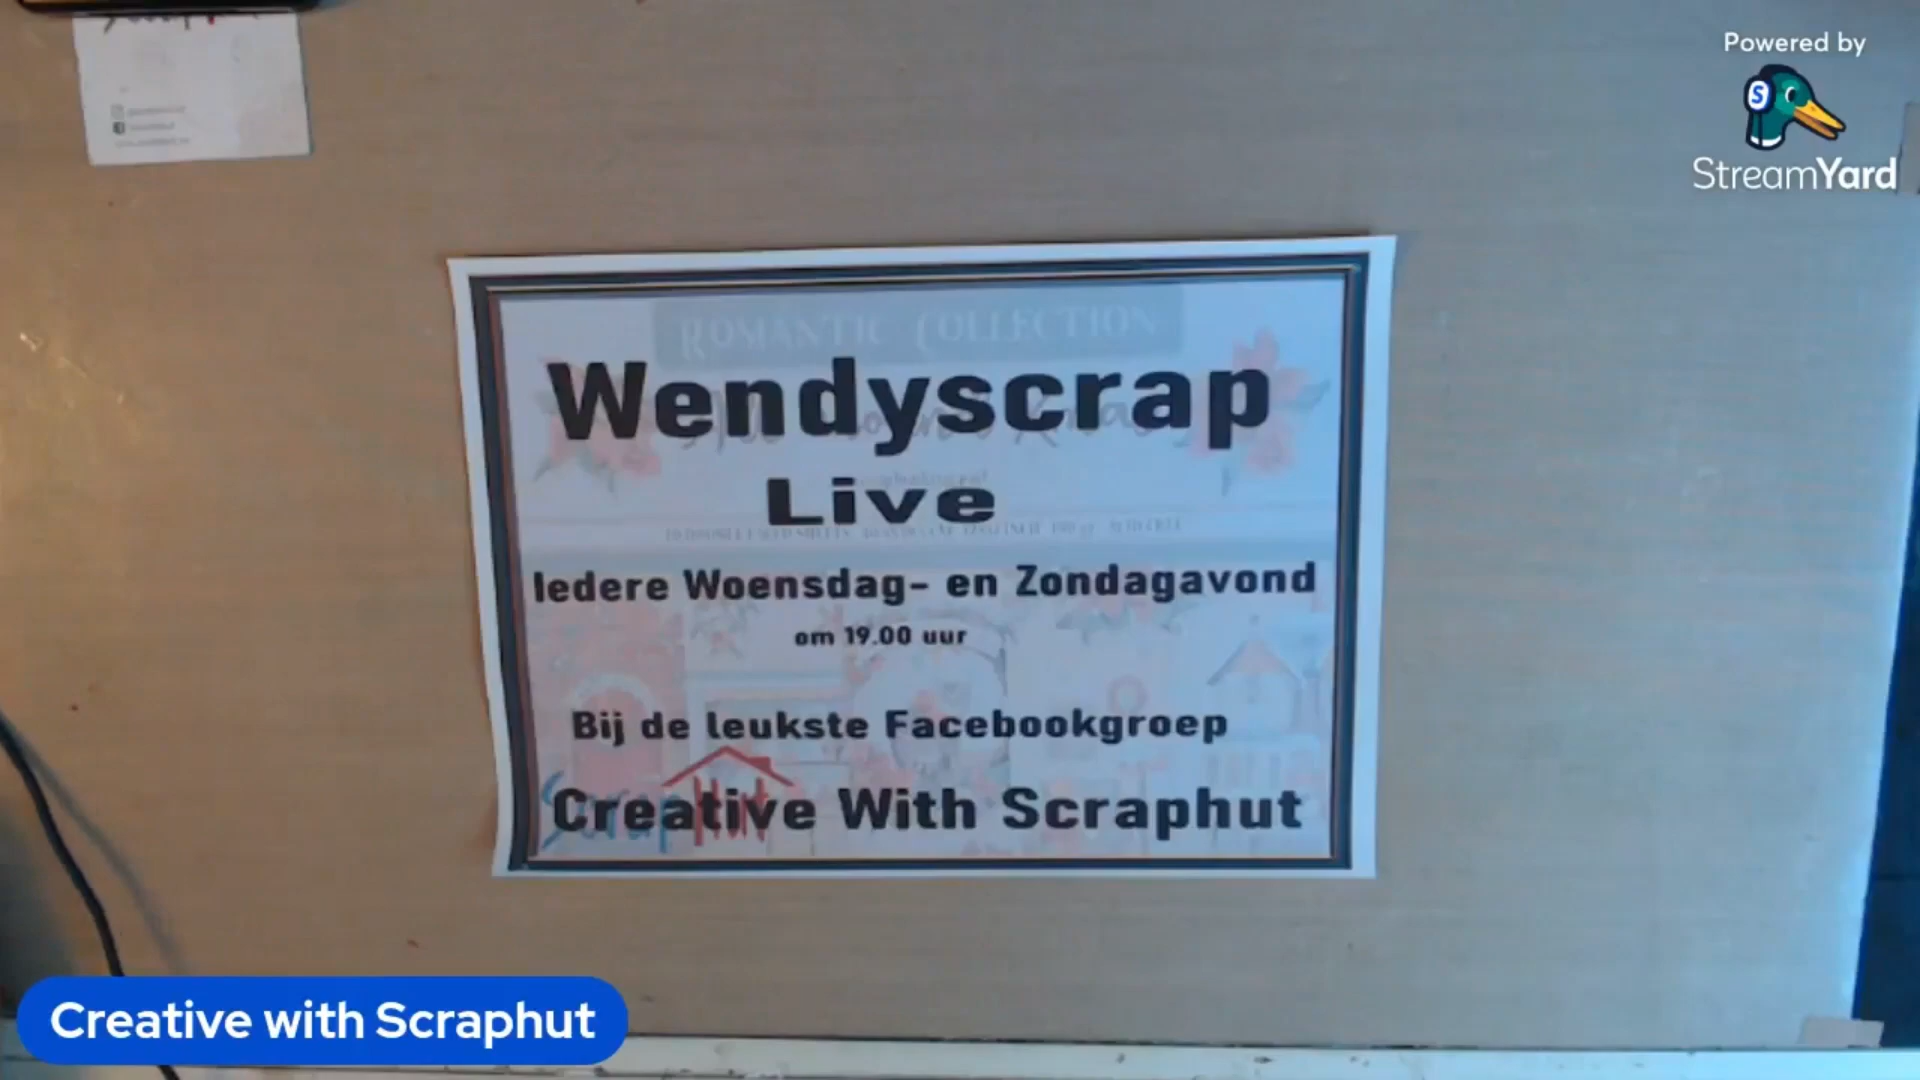 Powered by
StreamYard
ROMANTIC COLLECTION
Wendyscrap
Live
Iedere Woensdag- en Zondagavond
om 19.00 uur
Bij de leukste Facebookgroep
Creative With Scraphut
ScrapHut
Creative with Scraphut